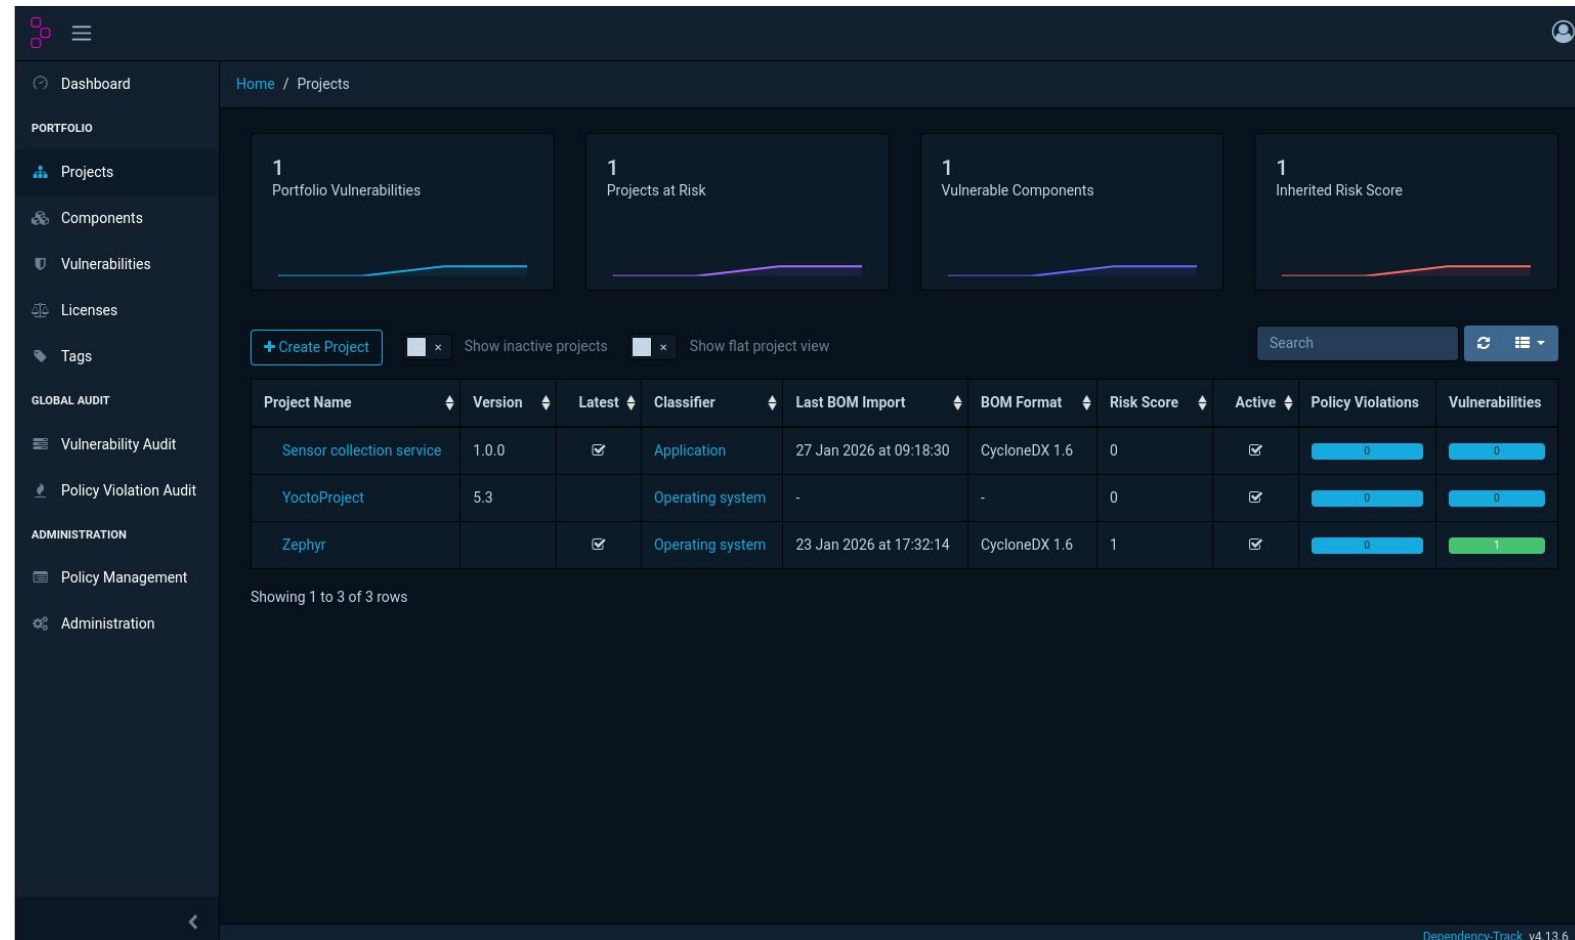 Dashboard
PORTFOLIO
Projects
Components
Vulnerabilities
Licenses
Tags
GLOBAL AUDIT
Vulnerability Audit
Policy Violation Audit
ADMINISTRATION
Policy Management
Administration
Home / Projects
1
Portfolio Vulnerabilities
1
Projects at Risk
1
Vulnerable Components
1
Inherited Risk Score
Create Project
Show inactive projects
Show flat project view
Search
Project Name Version Latest Classifier Last BOM Import BOM Format Risk Score Active Policy Violations Vulnerabilities
Sensor collection service 1.0.0 Application 27 Jan 2026 at 09:18:30 CycloneDX 1.6 0 0 0
YoctoProject 5.3 Operating system - - 0 0 0
Zephyr Operating system 23 Jan 2026 at 17:32:14 CycloneDX 1.6 1 0 1
Showing 1 to 3 of 3 rows
Dependency-Track v4.13.6